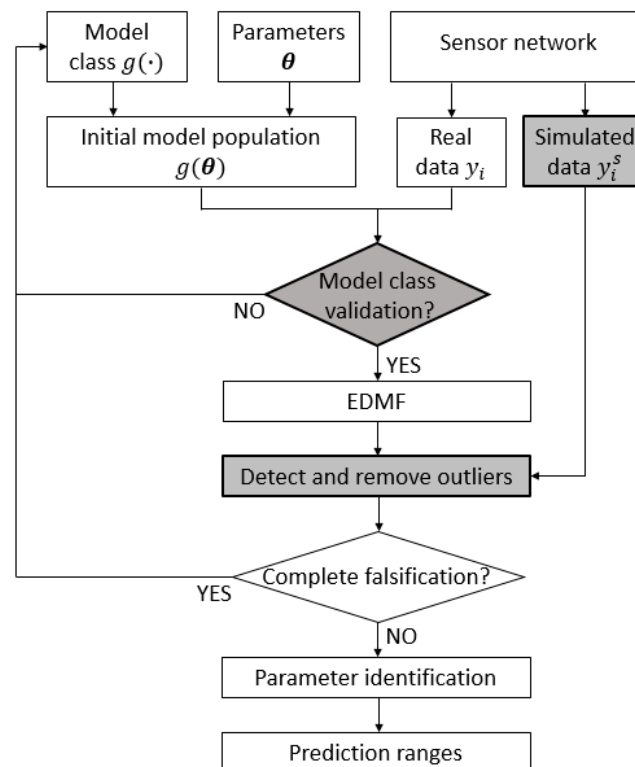 Model
class g(·)
Parameters
θ
Sensor network
Initial model population
g(θ)
Real
data yᵢ
Simulated
data yᵢˢ
Model class
validation?
NO
YES
EDMF
Detect and remove outliers
Complete falsification?
YES
NO
Parameter identification
Prediction ranges